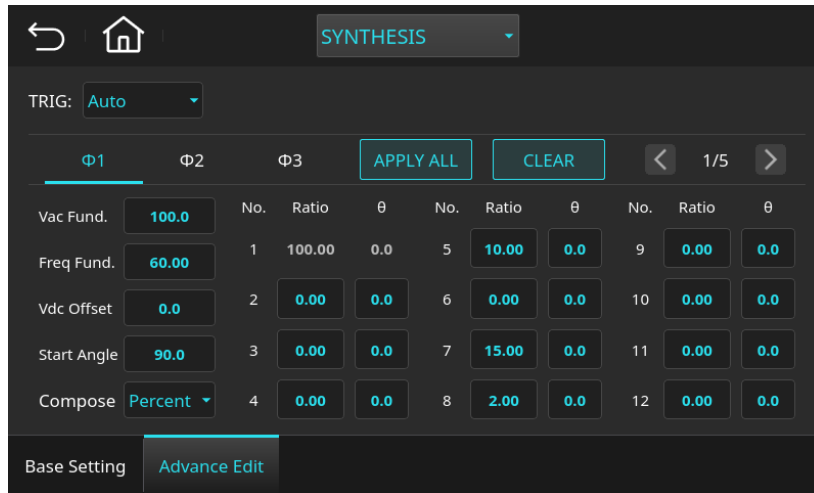 SYNTHESIS
TRIG: Auto
Φ1 Φ2 Φ3 APPLY ALL CLEAR 1/5
No. Ratio θ No. Ratio θ No. Ratio θ
Vac Fund. 100.0
Freq Fund. 60.00
Vdc Offset 0.0
Start Angle 90.0
Compose Percent
1 100.00 0.0 5 10.00 0.0 9 0.00 0.0
2 0.00 0.0 6 0.00 0.0 10 0.00 0.0
3 0.00 0.0 7 15.00 0.0 11 0.00 0.0
4 0.00 0.0 8 2.00 0.0 12 0.00 0.0
Base Setting Advance Edit